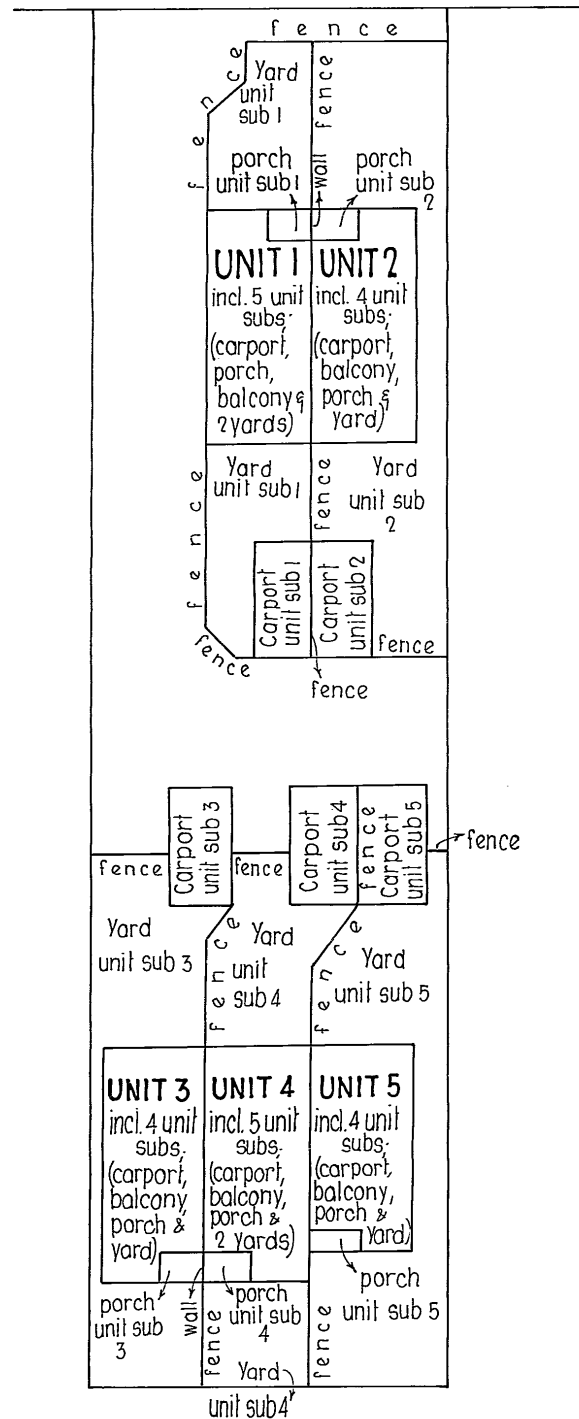 fence
fence
Yard
unit
sub 1
fence
porch
unit sub 1
wall
porch
unit sub
2
UNIT 1
incl. 5 unit
subs;
(carport,
porch,
balcony &
2 yards)
UNIT 2
incl. 4 unit
subs,
(carport,
balcony,
porch &
yard)
fence
Yard
unit sub 1
fence
Yard
unit sub
2
Carport
unit sub 1
Carport
unit sub 2
fence
fence
fence
Carport
unit sub 3
Carport
unit sub 4
fence
Carport
unit sub 5
fence
fence
fence
Yard
unit sub 3
fence
Yard
unit
sub 4
fence
Yard
unit sub 5
UNIT 3
incl. 4 unit
subs,
(carport,
balcony,
porch &
yard)
UNIT 4
incl. 5 unit
subs,
(carport,
balcony,
porch &
2 yards)
UNIT 5
incl. 4 unit
subs,
(carport,
balcony,
porch &
yard)
porch
unit sub
3
wall
fence
porch
unit sub
4
fence
porch
unit sub 5
Yard
unit sub 4